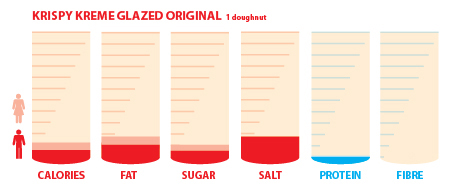 KRISPY KREME GLAZED ORIGINAL 1 doughnut
CALORIES FAT SUGAR SALT PROTEIN FIBRE